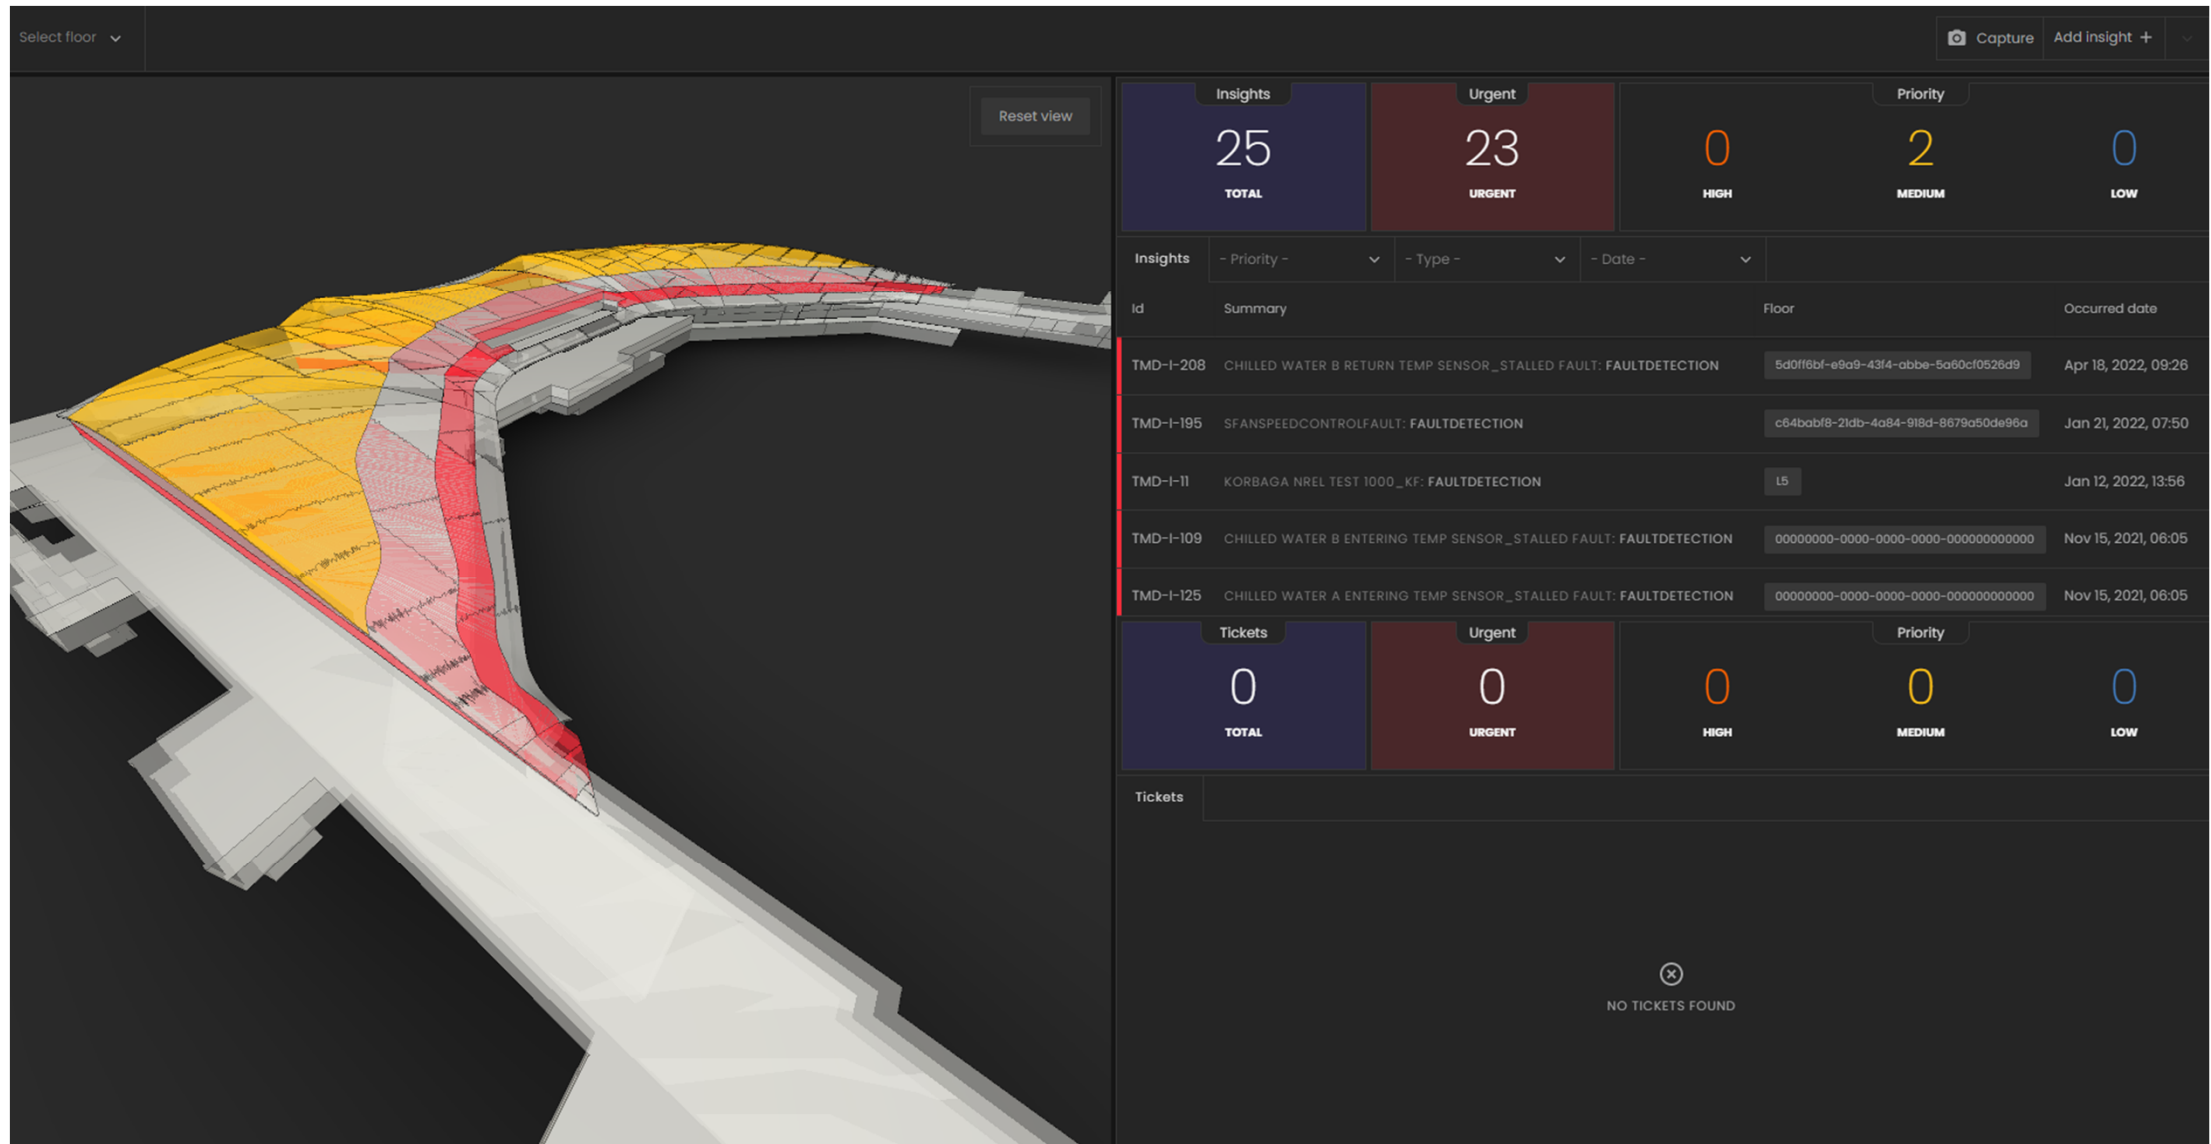 Select floor
Capture
Add insight +
Reset view
Insights
25
TOTAL
Urgent
23
URGENT
Priority
0
HIGH
2
MEDIUM
0
LOW
Insights
- Priority -
- Type -
- Date -
Id Summary Floor Occurred date
TMD-I-208 CHILLED WATER B RETURN TEMP SENSOR_STALLED FAULT: FAULTDETECTION 5d0ff6bf-e9a9-43f4-abbe-5a60cf0526d9 Apr 18, 2022, 09:26
TMD-I-195 SFANSPEEDCONTROLFAULT: FAULTDETECTION c64babf8-21db-4a84-918d-8679a50de96a Jan 21, 2022, 07:50
TMD-I-11 KORBAGA NREL TEST 1000_KF: FAULTDETECTION L5 Jan 12, 2022, 13:56
TMD-I-109 CHILLED WATER B ENTERING TEMP SENSOR_STALLED FAULT: FAULTDETECTION 00000000-0000-0000-0000-000000000000 Nov 15, 2021, 06:05
TMD-I-125 CHILLED WATER A ENTERING TEMP SENSOR_STALLED FAULT: FAULTDETECTION 00000000-0000-0000-0000-000000000000 Nov 15, 2021, 06:05
Tickets
0
TOTAL
Urgent
0
URGENT
Priority
0
HIGH
0
MEDIUM
0
LOW
Tickets
NO TICKETS FOUND